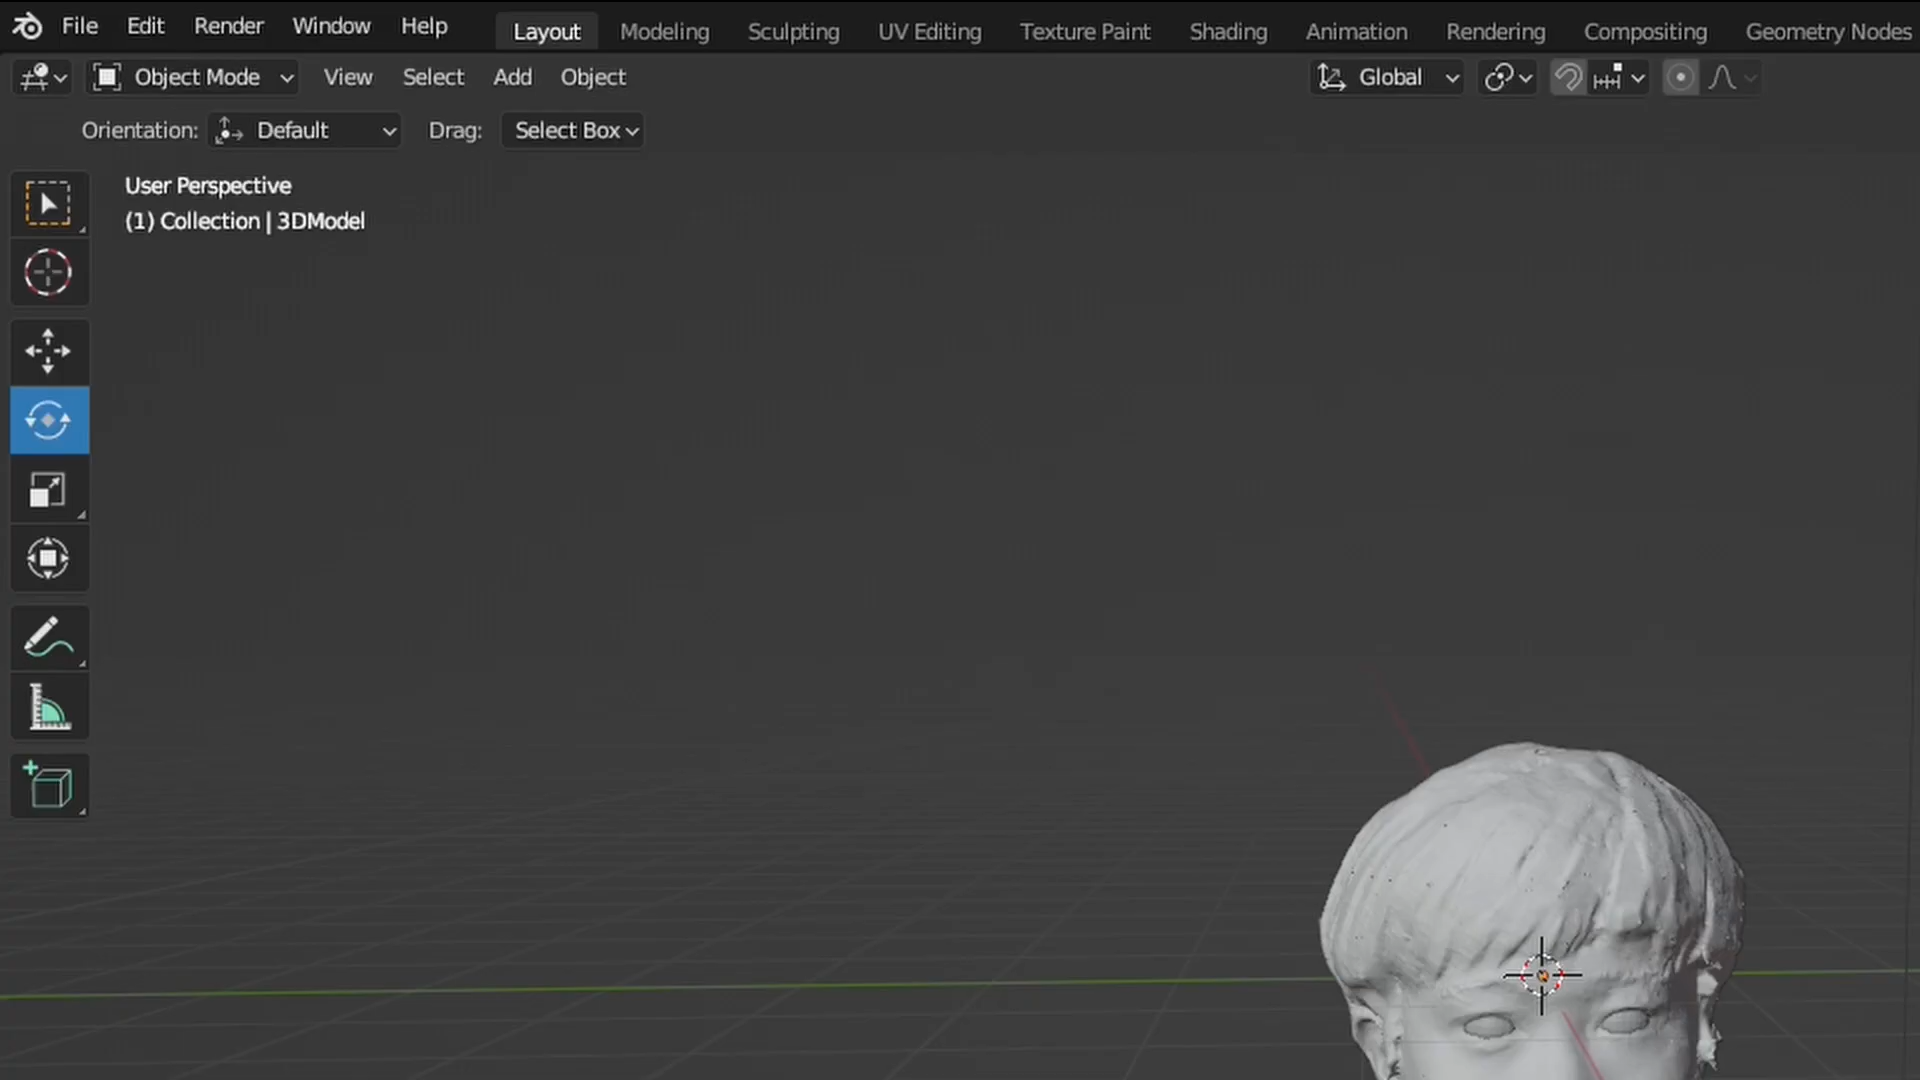 File Edit Render Window Help Layout Modeling Sculpting UV Editing Texture Paint Shading Animation Rendering Compositing Geometry Nodes
Object Mode View Select Add Object Global
Orientation: Default Drag: Select Box
User Perspective
(1) Collection | 3DModel